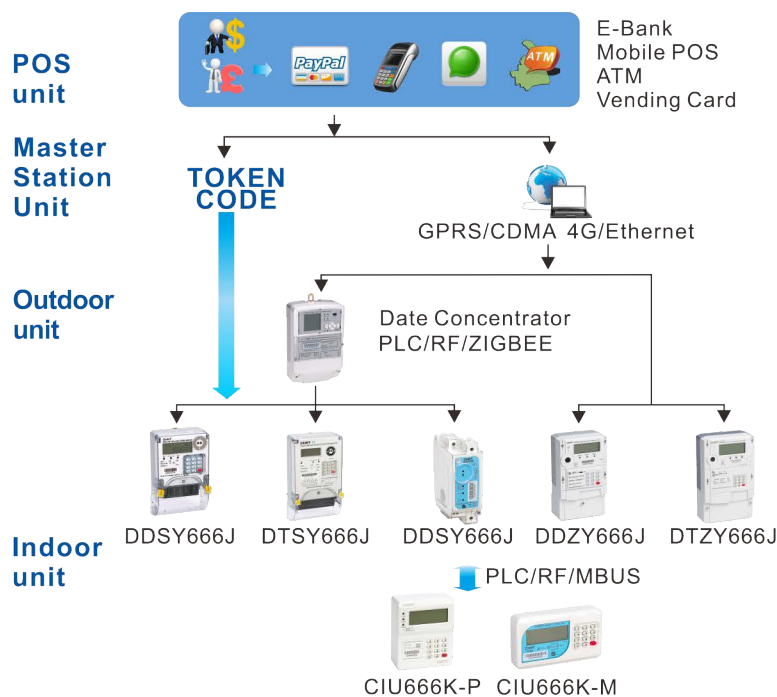 POS
unit
PayPal
ATM
E-Bank
Mobile POS
ATM
Vending Card
Master
Station
Unit
TOKEN
CODE
GPRS/CDMA 4G/Ethernet
Outdoor
unit
Date Concentrator
PLC/RF/ZIGBEE
DDSY666J
DTSY666J
DDSY666J
DDZY666J
DTZY666J
Indoor
unit
PLC/RF/MBUS
CIU666K-P
CIU666K-M